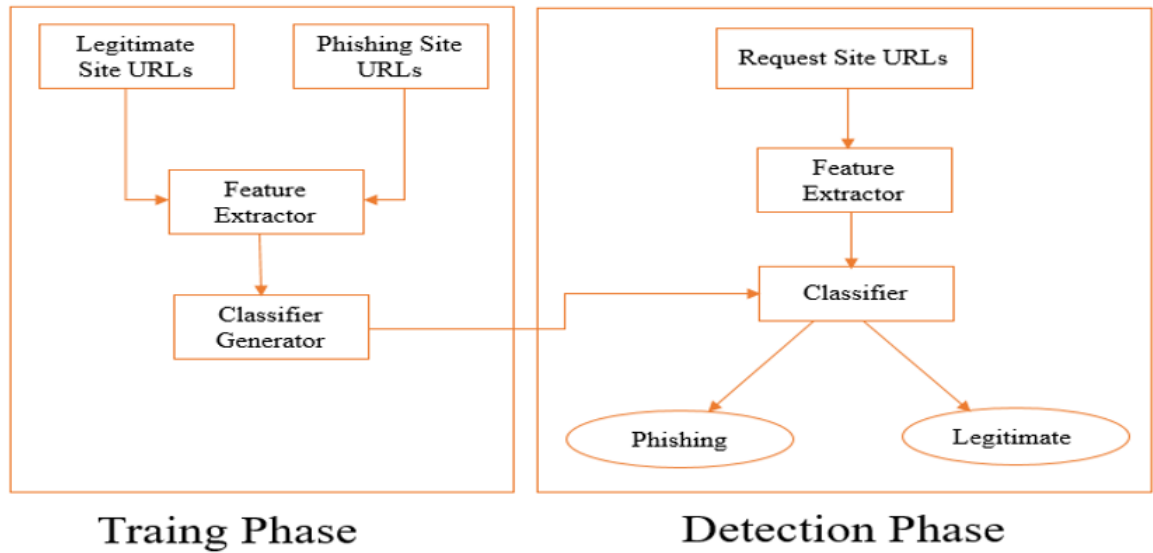 Legitimate
Site URLs
Phishing Site
URLs
Feature
Extractor
Classifier
Generator
Traing Phase
Request Site URLs
Feature
Extractor
Classifier
Phishing
Legitimate
Detection Phase